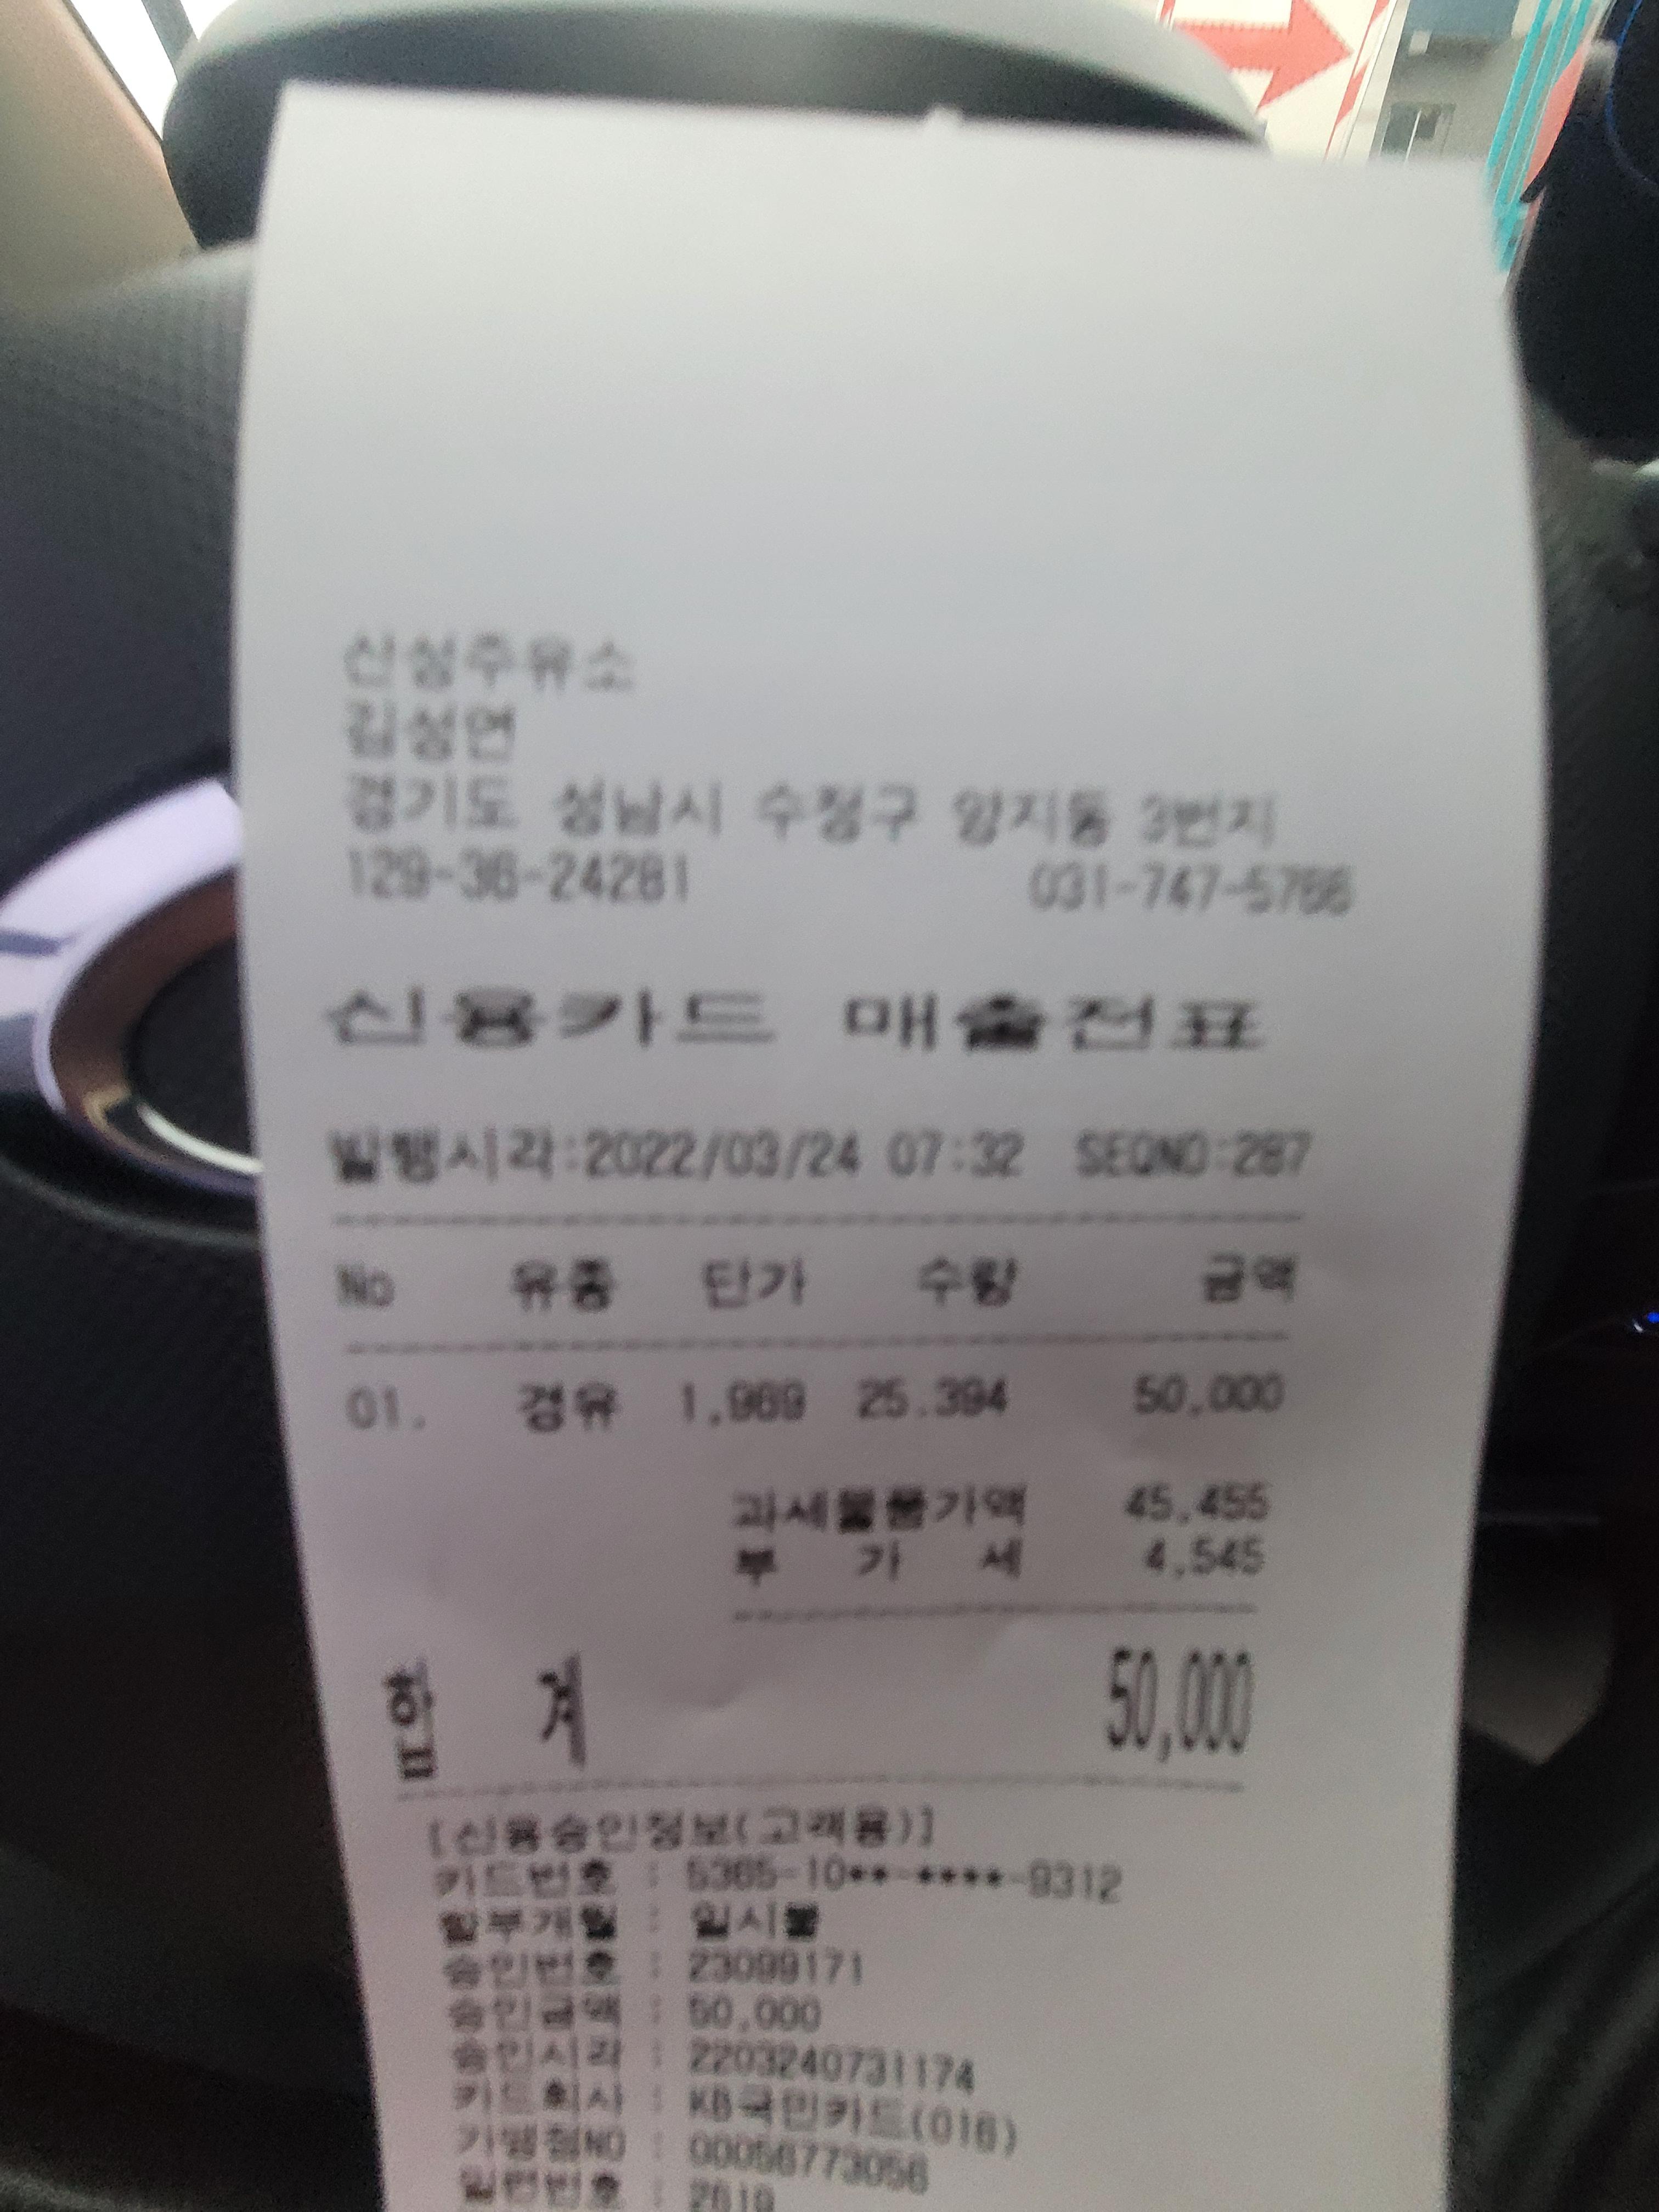 신성주유소
김성연
경기도 성남시 수정구 양지동 3번지
129-36-24281 031-747-5766
신용카드 매출전표
발행시각:2022/03/24 07:32 SEQNO:287
No 유종 단가 수량 금액
01. 경유 1,969 25.394 50,000
과세물품가액 45,455
부 가 세 4,545
합 계 50,000
[신용승인정보(고객용)]
카드번호 : 5365-10**-****-9312
할부개월 : 일시불
승인번호 : 23099171
승인금액 : 50,000
승인시각 : 2203240731174
카드회사 : KB국민카드(016)
가맹점NO : 00056773056
일련번호 : 2619